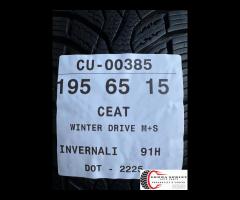 CU-00385
195 65 15
CEAT
WINTER DRIVE M+S
INVERNALI 91H
DOT - 2225